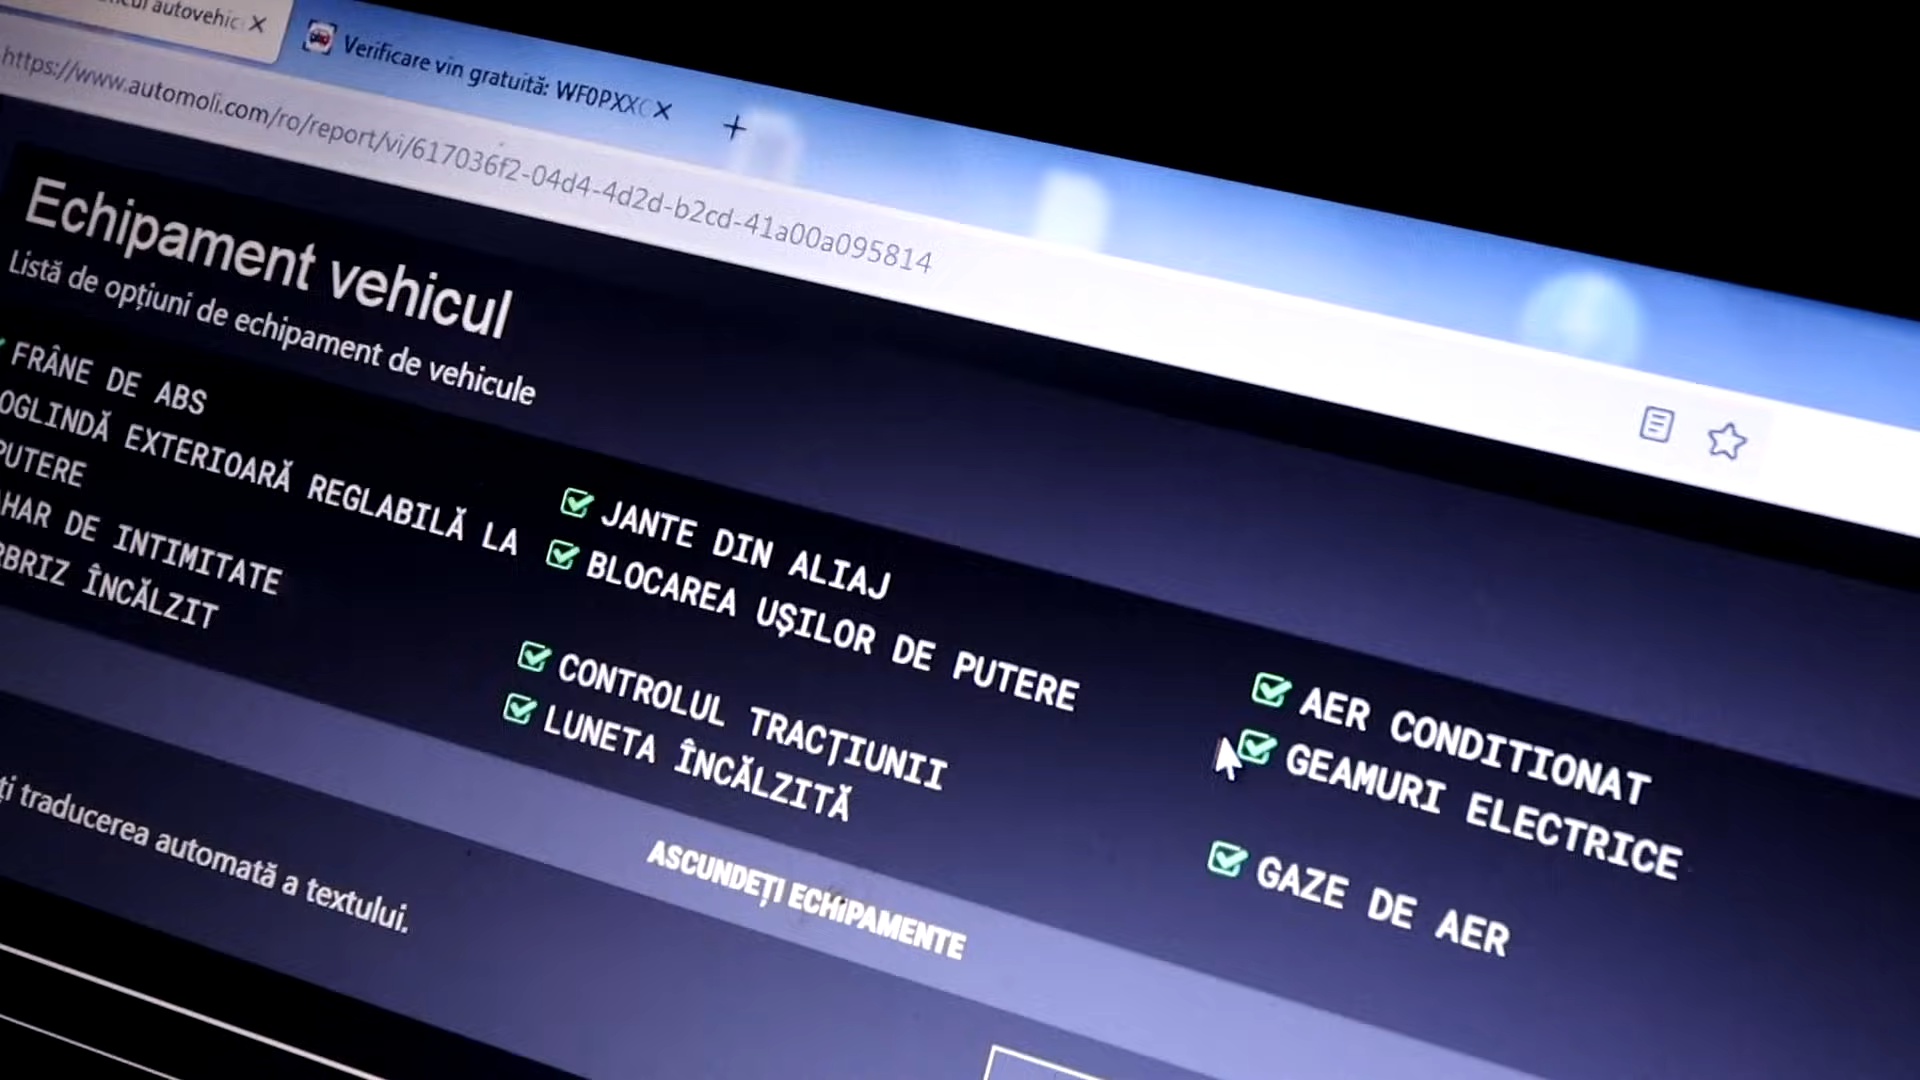 autovehic
Verificare vin gratuită: WF0PXXC
https://www.automoli.com/ro/report/vi/617036f2-04d4-4d2d-b2cd-41a00a095814
Echipament vehicul
Listă de opțiuni de echipament de vehicule
FRÂNE DE ABS
OGLINDĂ EXTERIOARĂ REGLABILĂ LA
PUTERE
HAR DE INTIMITATE
RBRIZ ÎNCĂLZIT
JANTE DIN ALIAJ
BLOCAREA UȘILOR DE PUTERE
CONTROLUL TRACȚIUNII
LUNETA ÎNCĂLZITĂ
AER CONDITIONAT
GEAMURI ELECTRICE
GAZE DE AER
ASCUNDEȚI ECHIPAMENTE
ți traducerea automată a textului.